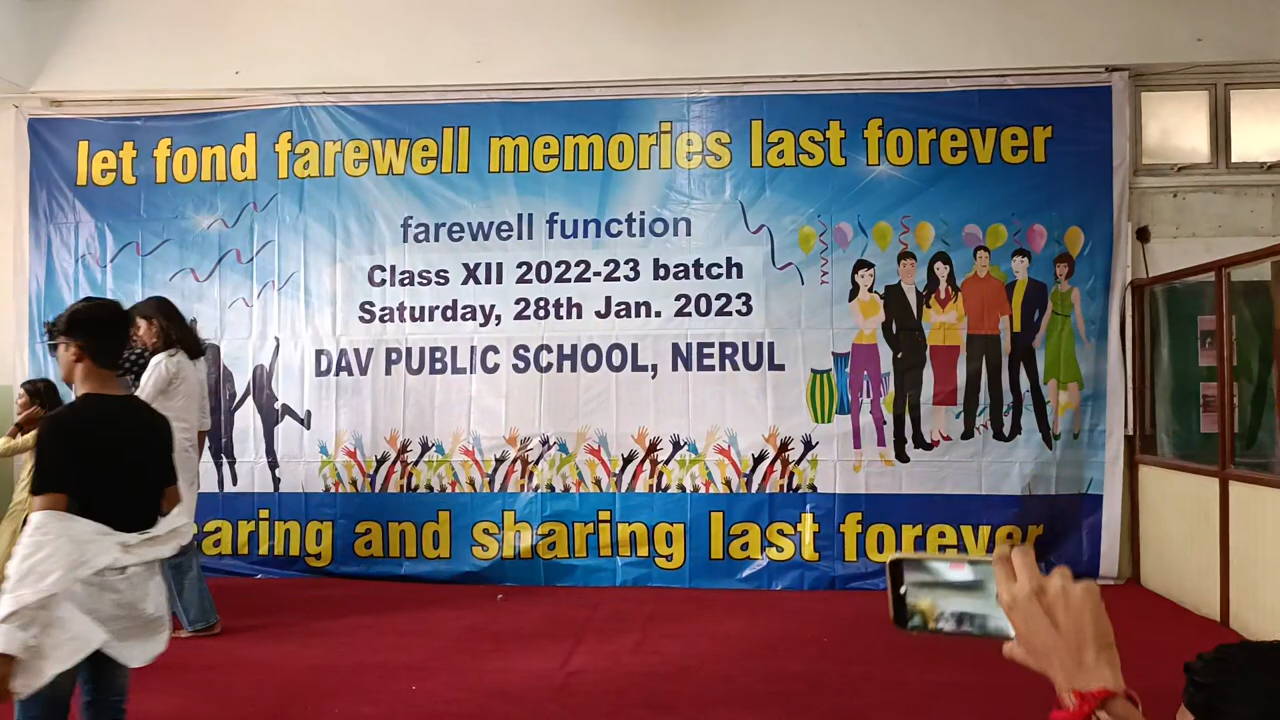 let fond farewell memories last forever
farewell function
Class XII 2022-23 batch
Saturday, 28th Jan. 2023
DAV PUBLIC SCHOOL, NERUL
and sharing last forever